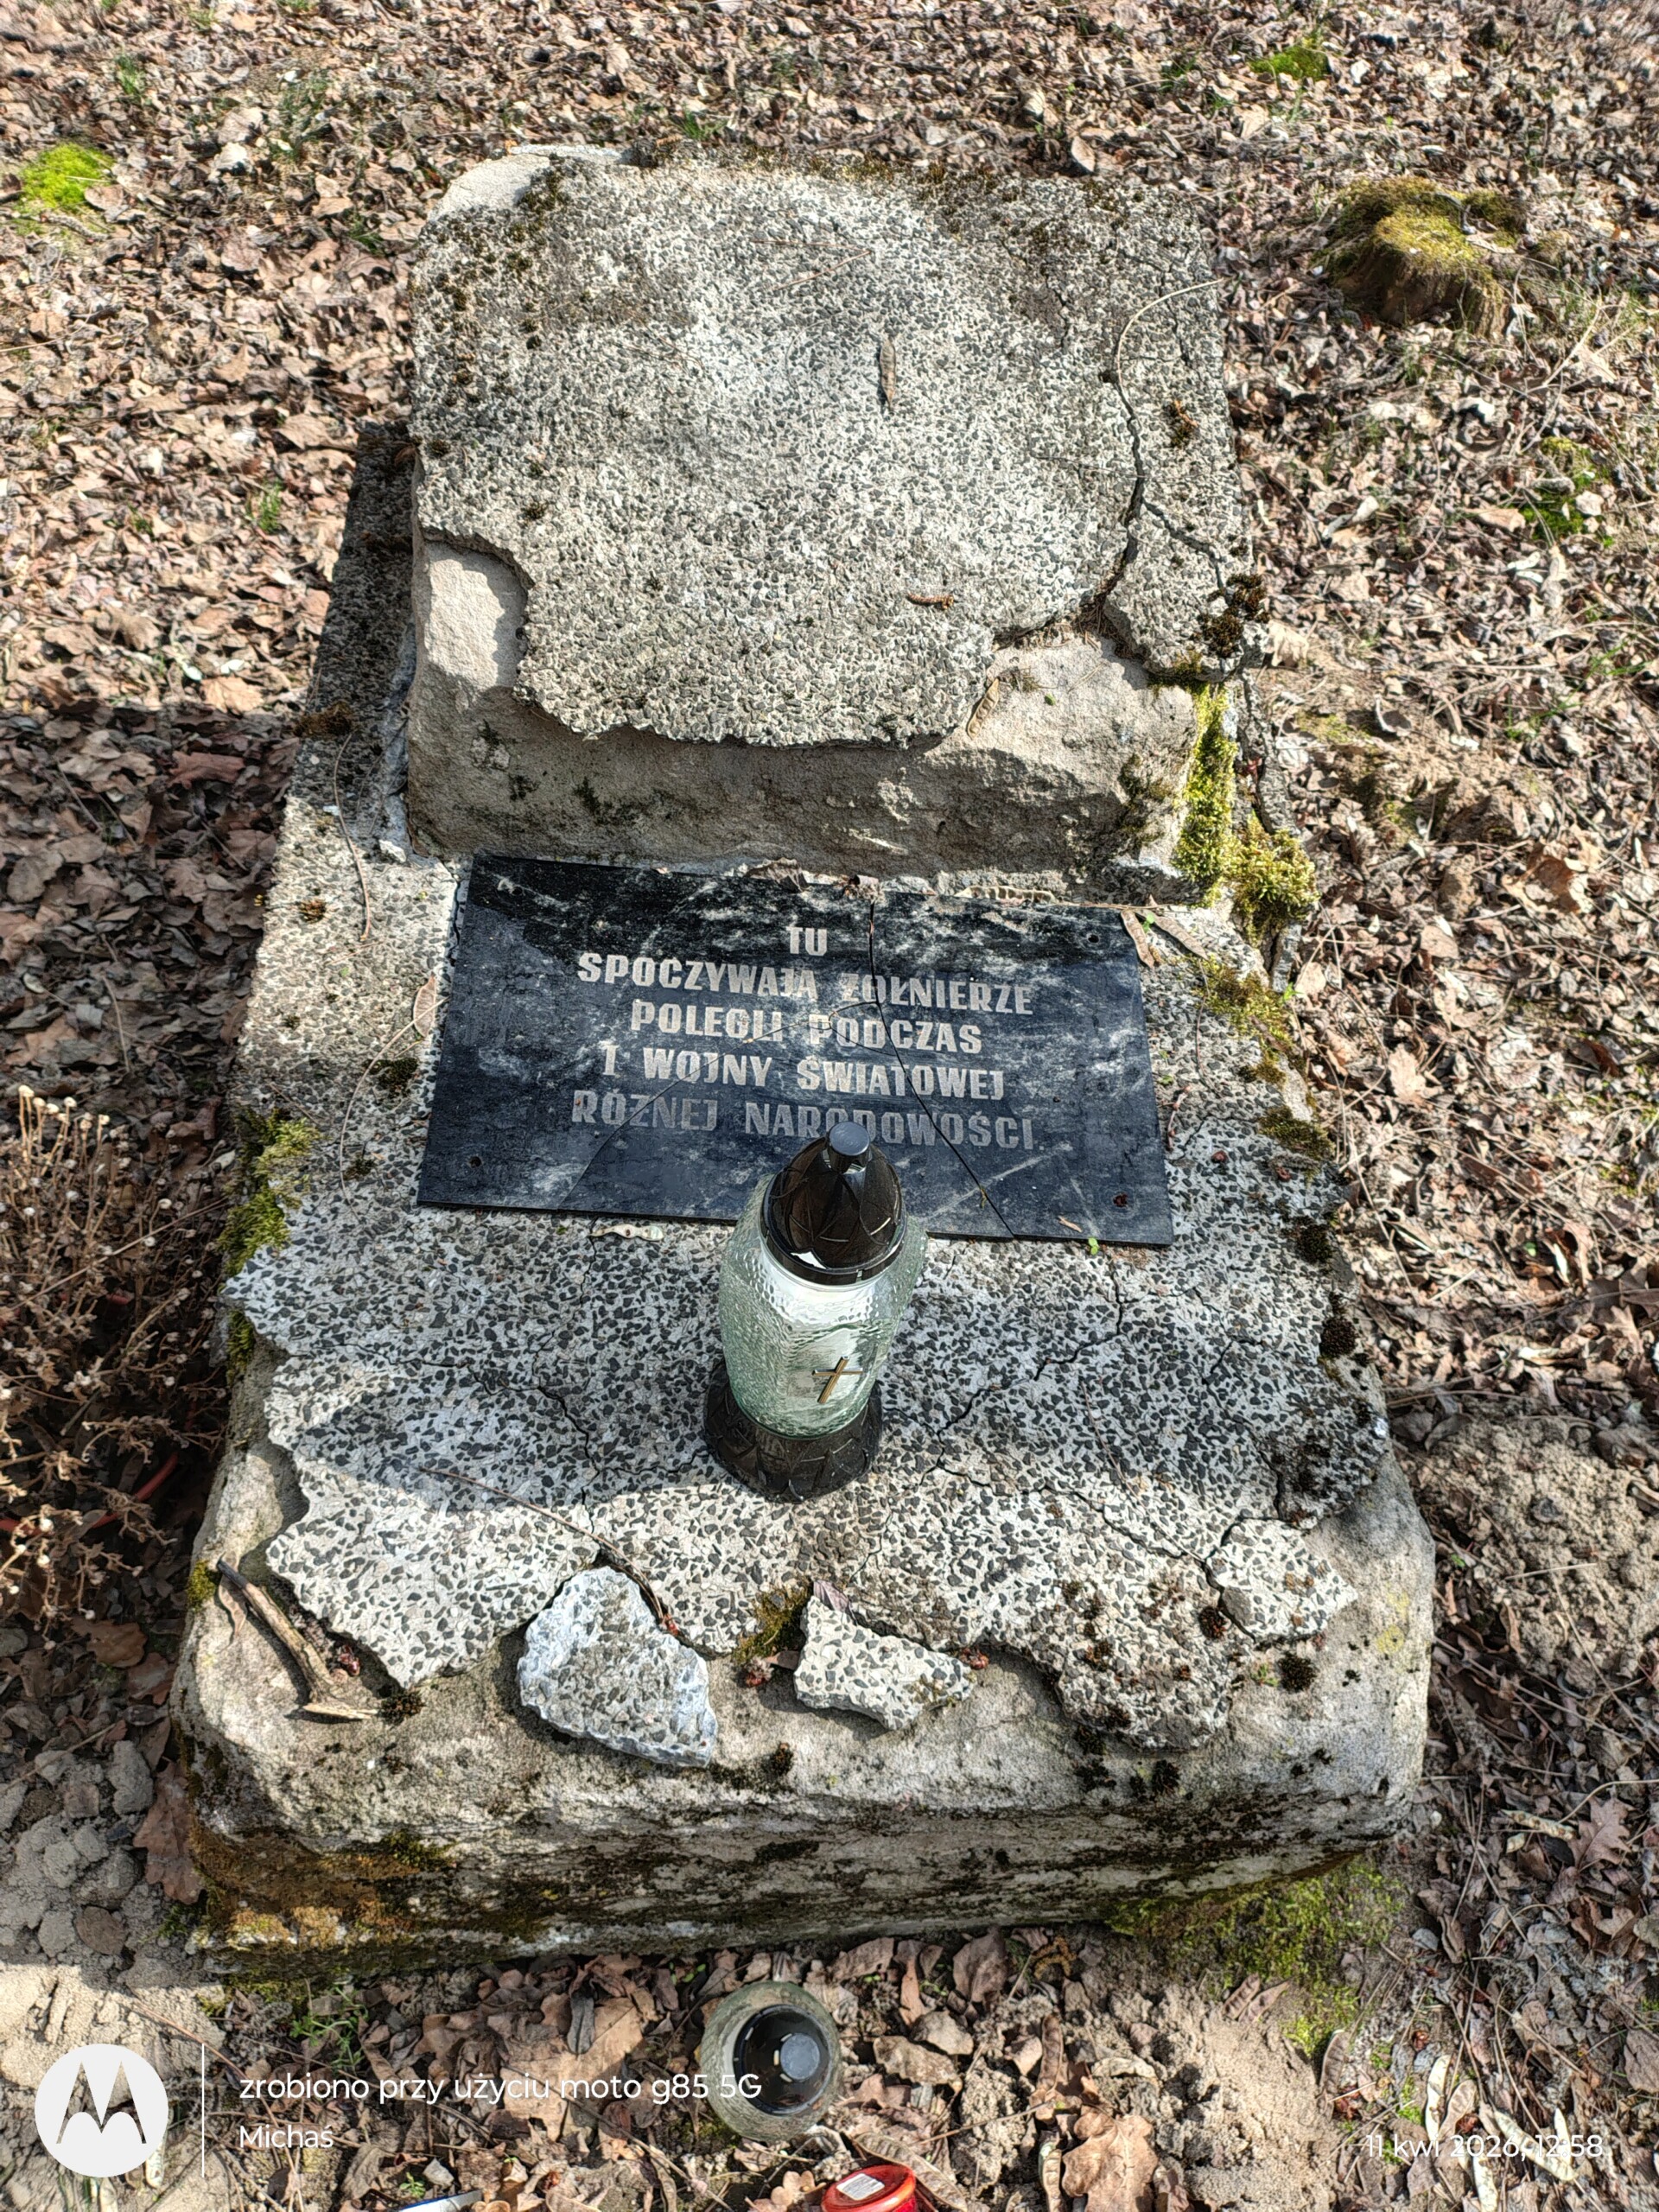 TU
SPOCZYWAJĄ ŻOŁNIERZE
POLEGLI PODCZAS
I WOJNY ŚWIATOWEJ
RÓŻNEJ NARODOWOŚCI
zrobiono przy użyciu moto g85 5G
Michaś
11 kwi 2026, 12:58